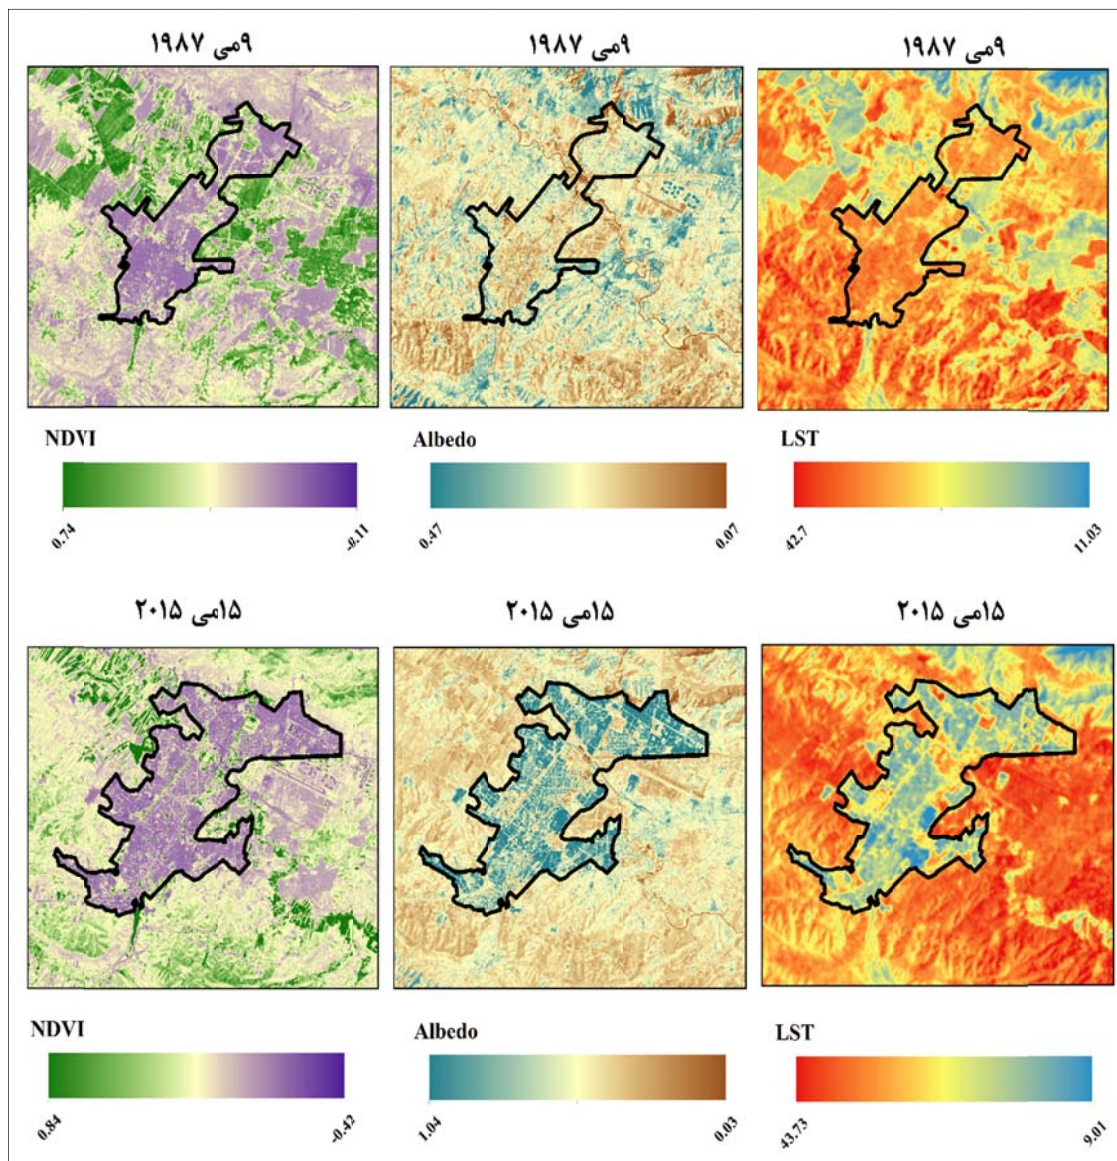 ۹می ۱۹۸۷
۹می ۱۹۸۷
۹می ۱۹۸۷
NDVI
0.74
-0.11
Albedo
0.47
0.07
LST
42.7
11.03
۱۵می ۲۰۱۵
۱۵می ۲۰۱۵
۱۵می ۲۰۱۵
NDVI
0.84
-0.42
Albedo
1.04
0.03
LST
43.73
9.01